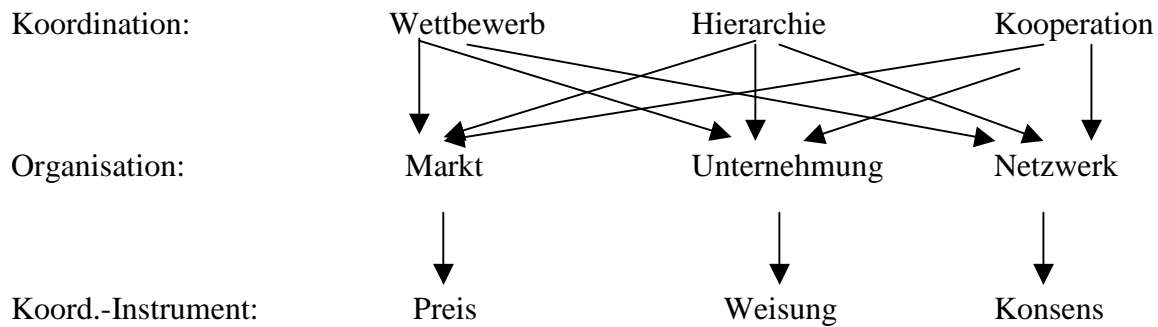 Koordination: Wettbewerb Hierarchie Kooperation
Organisation: Markt Unternehmung Netzwerk
Koord.-Instrument: Preis Weisung Konsens